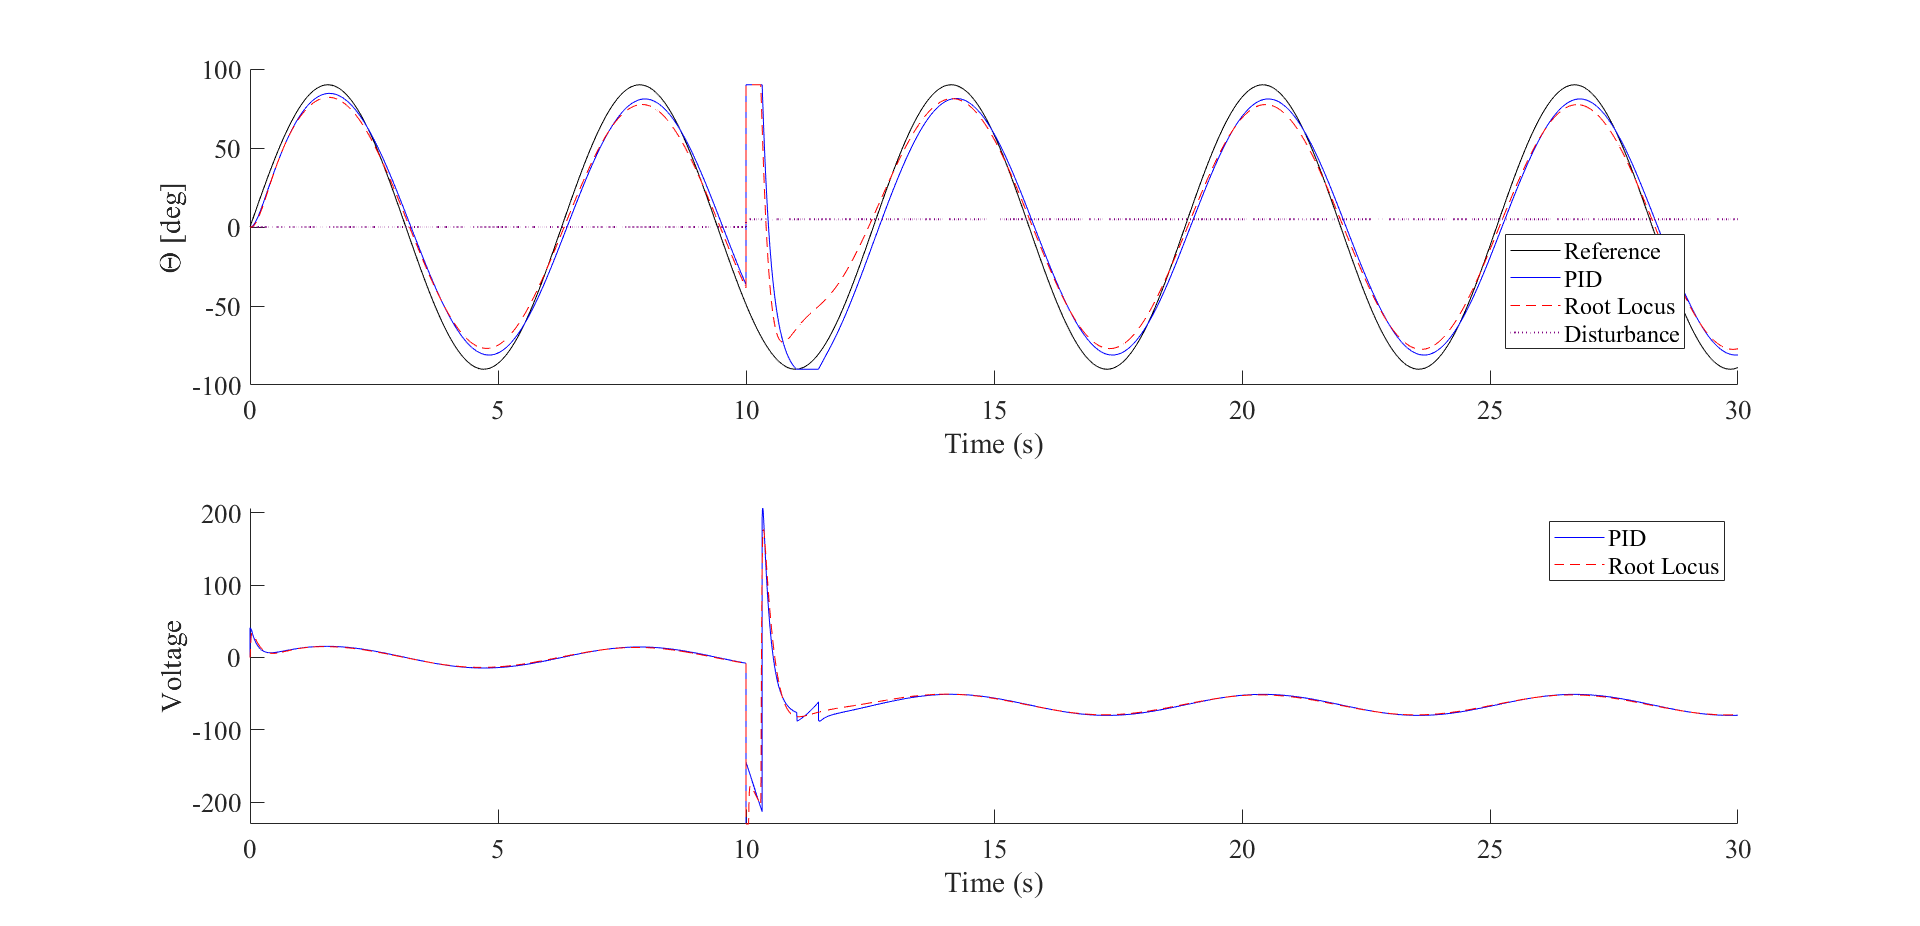 100
50
0
-50
-100
Θ [deg]
0 5 10 15 20 25 30
Time (s)
Reference
PID
Root Locus
Disturbance
200
100
0
-100
-200
Voltage
0 5 10 15 20 25 30
Time (s)
PID
Root Locus